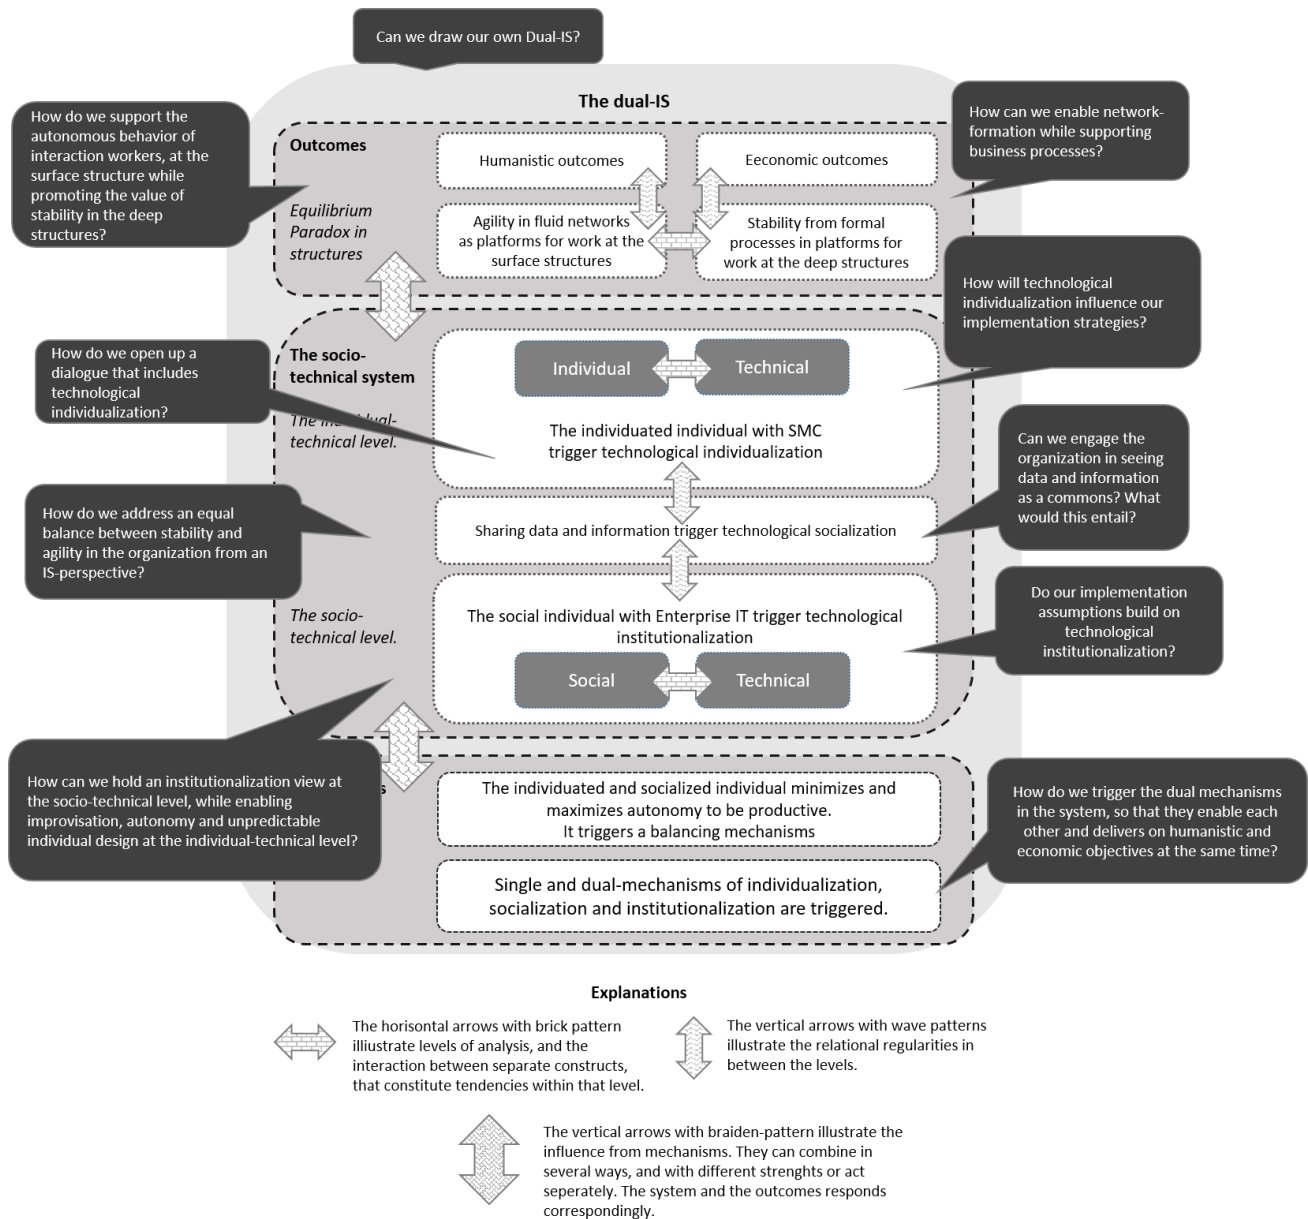 Can we draw our own Dual-IS?
The dual-IS
How do we support the
autonomous behavior of
interaction workers, at the
surface structure while
promoting the value of
stability in the deep
structures?
Outcomes
Equilibrium
Paradox in
structures
Humanistic outcomes
Eeconomic outcomes
Agility in fluid networks
as platforms for work at the
surface structures
Stability from formal
processes in platforms for
work at the deep structures
How can we enable network-
formation while supporting
business processes?
How will technological
individualization influence our
implementation strategies?
How do we open up a
dialogue that includes
technological
individualization?
The socio-
technical system
The individual-
technical level.
Individual
Technical
The individuated individual with SMC
trigger technological individualization
Can we engage the
organization in seeing
data and information
as a commons? What
would this entail?
How do we address an equal
balance between stability and
agility in the organization from an
IS-perspective?
Sharing data and information trigger technological socialization
The socio-
technical level.
The social individual with Enterprise IT trigger technological
institutionalization
Social
Technical
Do our implementation
assumptions build on
technological
institutionalization?
How can we hold an institutionalization view at
the socio-technical level, while enabling
improvisation, autonomy and unpredictable
individual design at the individual-technical level?
The individuated and socialized individual minimizes and
maximizes autonomy to be productive.
It triggers a balancing mechanisms
Single and dual-mechanisms of individualization,
socialization and institutionalization are triggered.
How do we trigger the dual mechanisms
in the system, so that they enable each
other and delivers on humanistic and
economic objectives at the same time?
Explanations
The horisontal arrows with brick pattern
illiustrate levels of analysis, and the
interaction between separate constructs,
that constitute tendencies within that level.
The vertical arrows with wave patterns
illustrate the relational regularities in
between the levels.
The vertical arrows with braiden-pattern illustrate the
influence from mechanisms. They can combine in
several ways, and with different strenghts or act
seperately. The system and the outcomes responds
correspondingly.